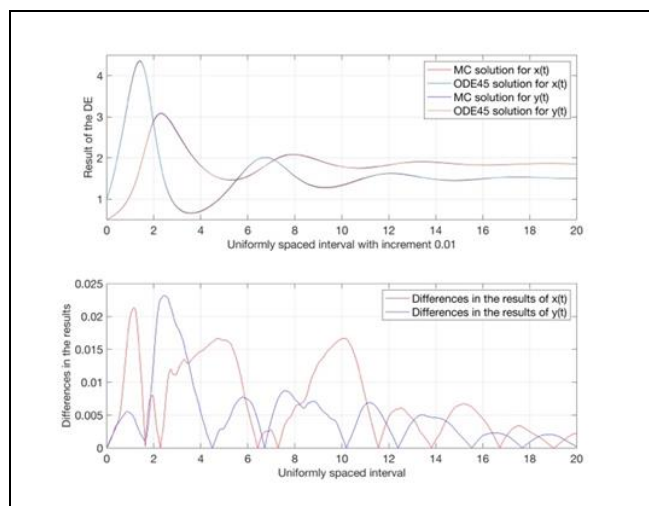 4
3
2
1
0 2 4 6 8 10 12 14 16 18 20
Result of the DE
Uniformly spaced interval with increment 0.01
MC solution for x(t)
ODE45 solution for x(t)
MC solution for y(t)
ODE45 solution for y(t)
0.025
0.02
0.015
0.01
0.005
0
0 2 4 6 8 10 12 14 16 18 20
Differences in the results
Uniformly spaced interval
Differences in the results of x(t)
Differences in the results of y(t)